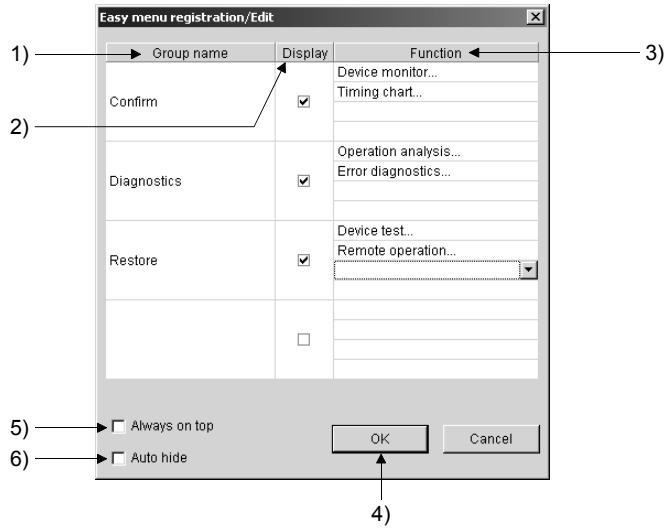 Easy menu registration/Edit
1)
Group name
Display
Function
3)
2)
Confirm
Device monitor...
Timing chart...
Diagnostics
Operation analysis...
Error diagnostics...
Restore
Device test...
Remote operation...
5)
Always on top
6)
Auto hide
OK
Cancel
4)